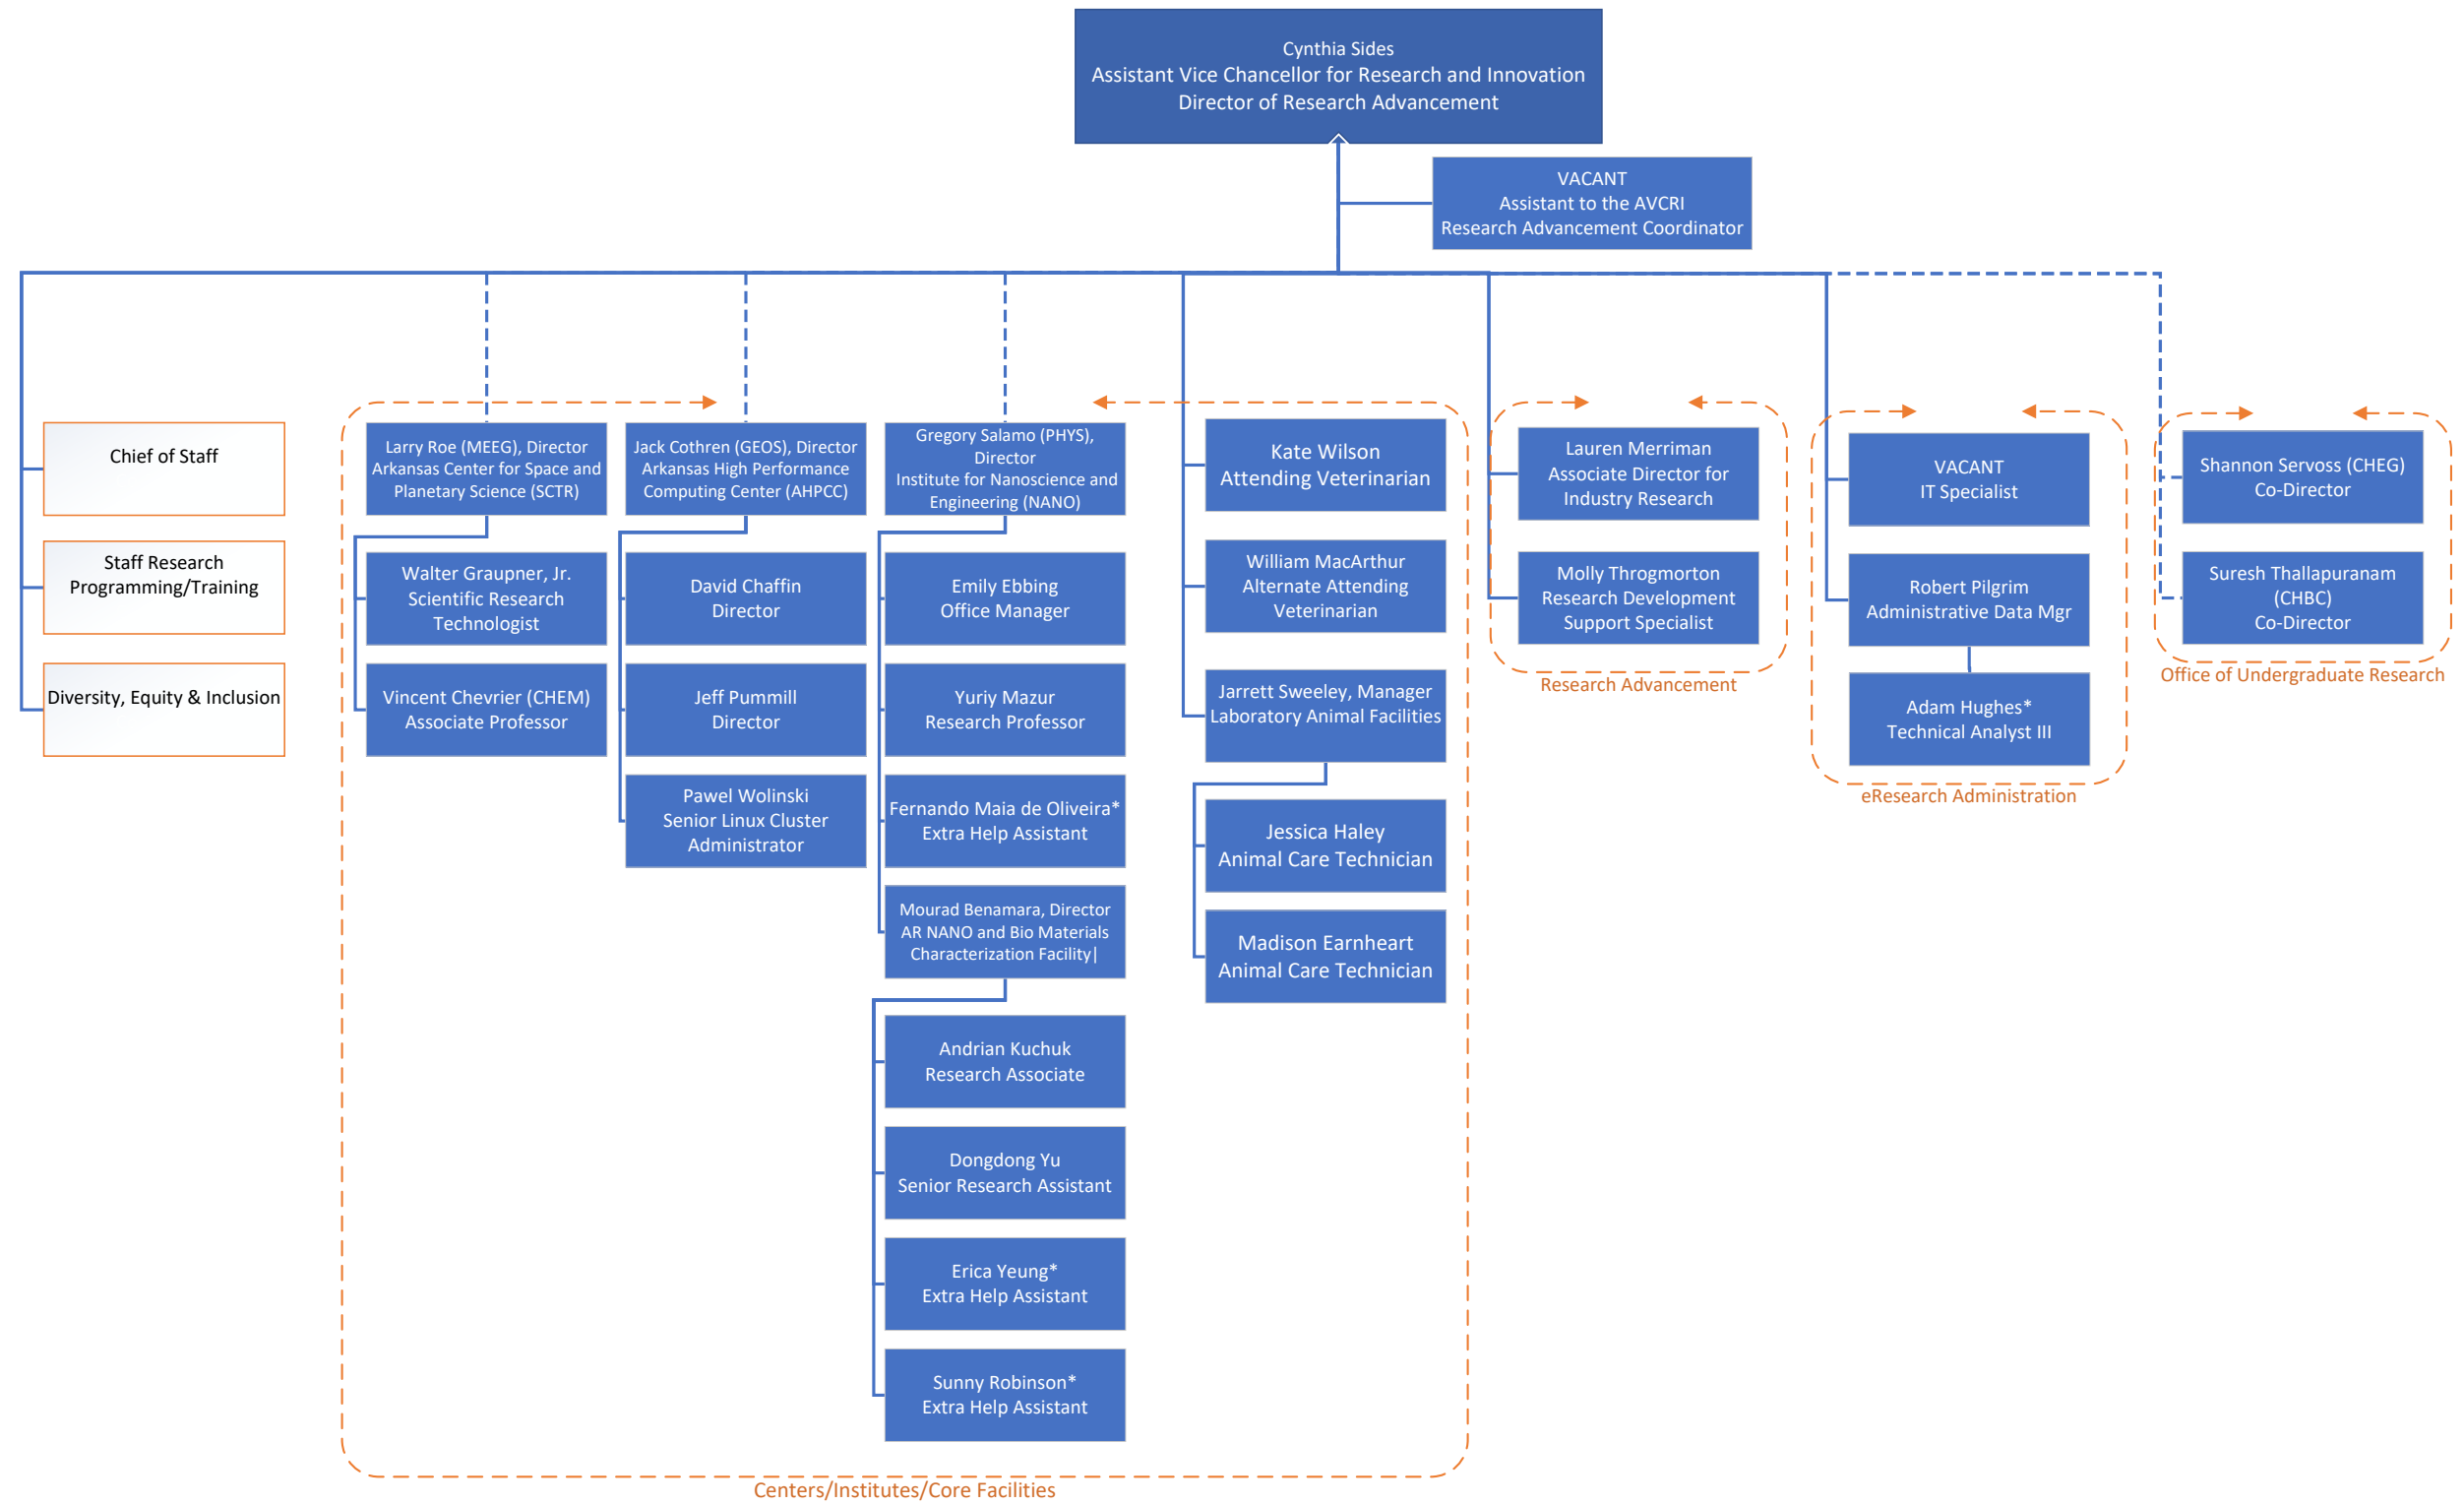 Cynthia Sides
Assistant Vice Chancellor for Research and Innovation
Director of Research Advancement
VACANT
Assistant to the AVCRI
Research Advancement Coordinator
Chief of Staff
Staff Research
Programming/Training
Diversity, Equity & Inclusion
Larry Roe (MEEG), Director
Arkansas Center for Space and
Planetary Science (SCTR)
Walter Graupner, Jr.
Scientific Research
Technologist
Vincent Chevrier (CHEM)
Associate Professor
Jack Cothren (GEOS), Director
Arkansas High Performance
Computing Center (AHPCC)
David Chaffin
Director
Jeff Pummill
Director
Pawel Wolinski
Senior Linux Cluster
Administrator
Gregory Salamo (PHYS),
Director
Institute for Nanoscience and
Engineering (NANO)
Emily Ebbing
Office Manager
Yuriy Mazur
Research Professor
Fernando Maia de Oliveira*
Extra Help Assistant
Mourad Benamara, Director
AR NANO and Bio Materials
Characterization Facility|
Andrian Kuchuk
Research Associate
Dongdong Yu
Senior Research Assistant
Erica Yeung*
Extra Help Assistant
Sunny Robinson*
Extra Help Assistant
Kate Wilson
Attending Veterinarian
William MacArthur
Alternate Attending
Veterinarian
Jarrett Sweeley, Manager
Laboratory Animal Facilities
Jessica Haley
Animal Care Technician
Madison Earnheart
Animal Care Technician
Centers/Institutes/Core Facilities
Lauren Merriman
Associate Director for
Industry Research
Molly Throgmorton
Research Development
Support Specialist
Research Advancement
VACANT
IT Specialist
Robert Pilgrim
Administrative Data Mgr
Adam Hughes*
Technical Analyst III
eResearch Administration
Shannon Servoss (CHEG)
Co-Director
Suresh Thallapuranam
(CHBC)
Co-Director
Office of Undergraduate Research